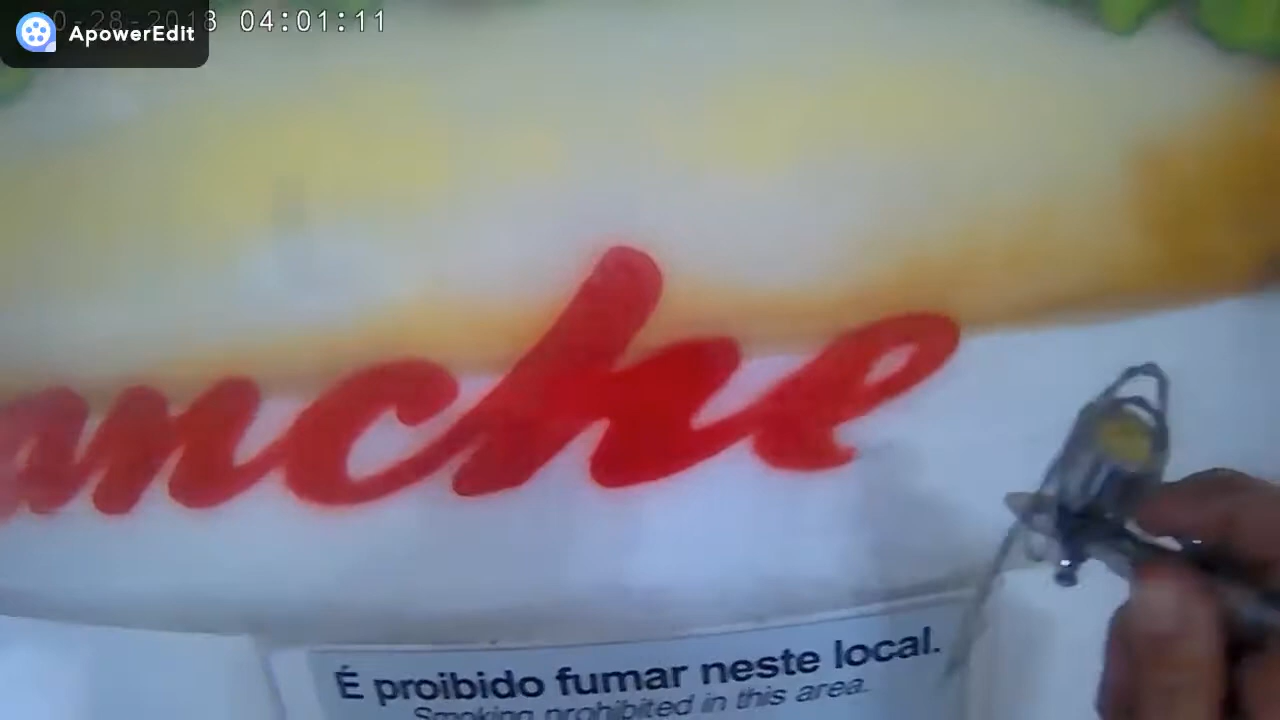 04:01:11
ApowerEdit
anche
É proibido fumar neste local.
Smoking prohibited in this area.